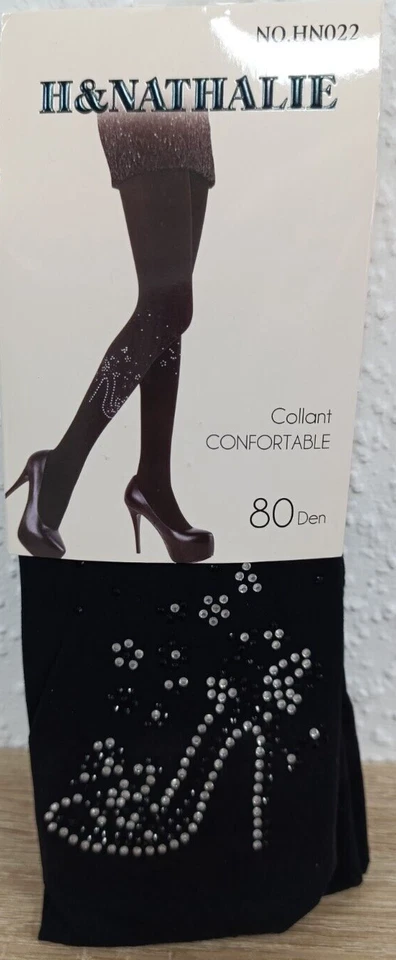 NO.HN022
H&NATHALIE
Collant
CONFORTABLE
80 Den